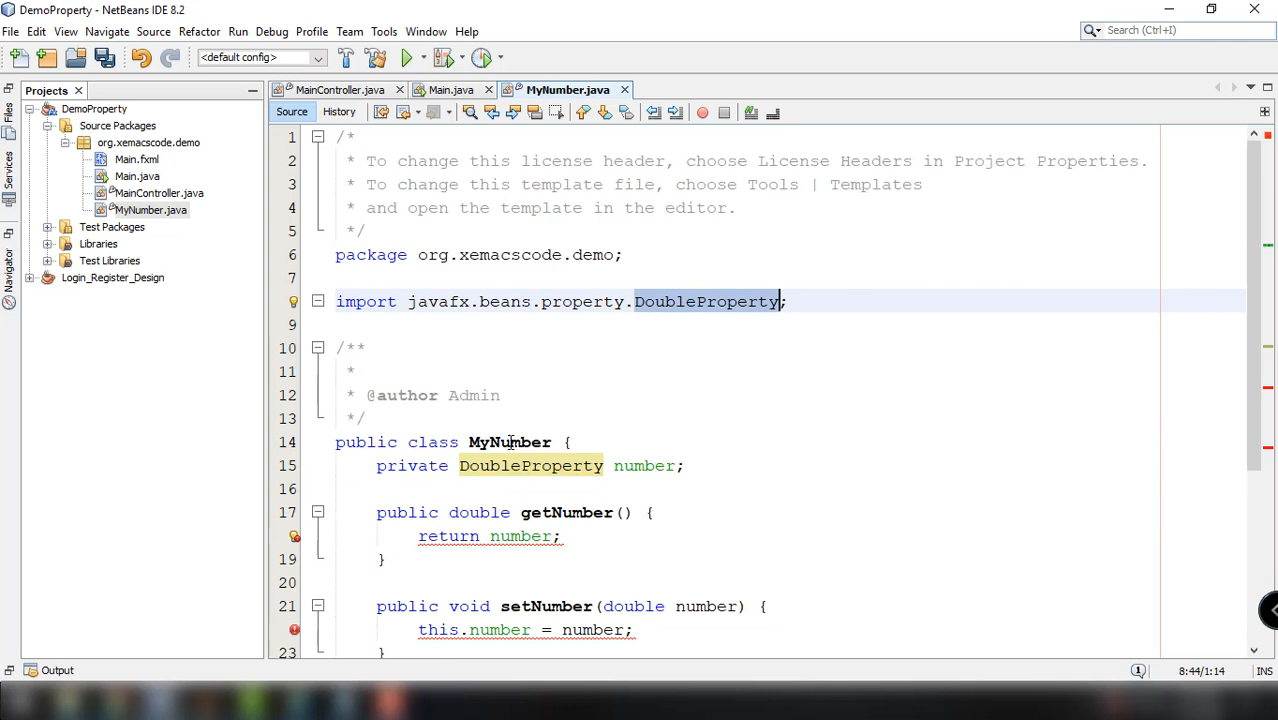 DemoProperty - NetBeans IDE 8.2
File Edit View Navigate Source Refactor Run Debug Profile Team Tools Window Help
Search (Ctrl+I)
<default config>
Projects
MainController.java
Main.java
MyNumber.java
Source
History
Files
Services
Navigator
DemoProperty
Source Packages
org.xemacscode.demo
Main.fxml
Main.java
MainController.java
MyNumber.java
Test Packages
Libraries
Test Libraries
Login_Register_Design
1 /*
2 * To change this license header, choose License Headers in Project Properties.
3 * To change this template file, choose Tools | Templates
4 * and open the template in the editor.
5 */
6 package org.xemacscode.demo;
7
import javafx.beans.property.DoubleProperty;
9
10 /**
11 *
12 * @author Admin
13 */
14 public class MyNumber {
15 private DoubleProperty number;
16
17 public double getNumber() {
return number;
19 }
20
21 public void setNumber(double number) {
this.number = number;
23 }
Output
1
8:44/1:14
INS